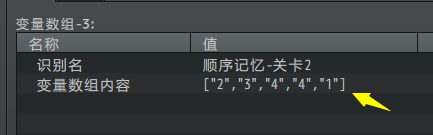 变量数组-3:
名称 值
识别名 顺序记忆-关卡2
变量数组内容 ["2","3","4","4","1"]